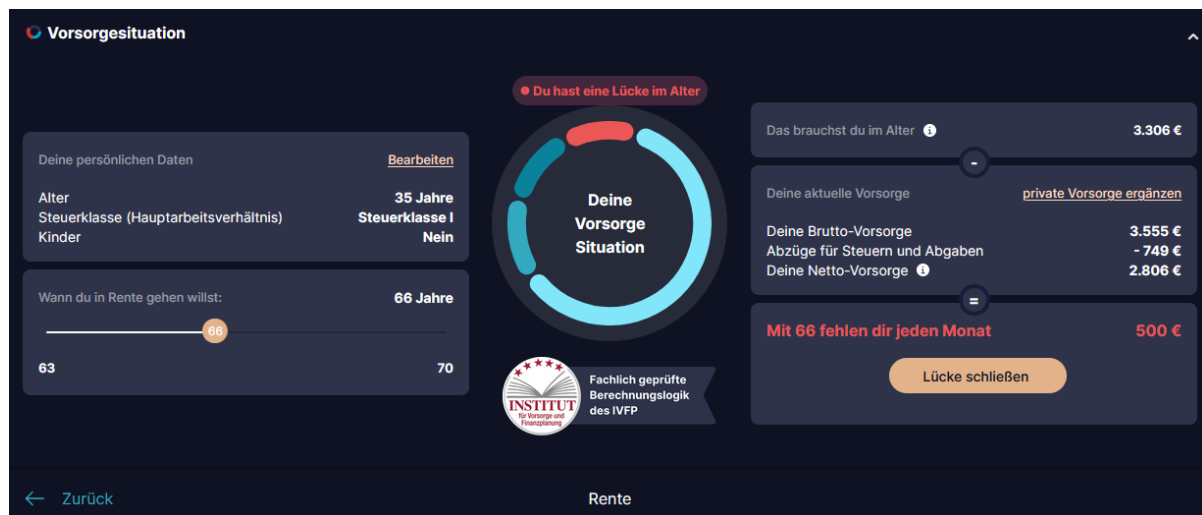 Vorsorgesituation
Du hast eine Lücke im Alter
Deine persönlichen Daten Bearbeiten
Alter 35 Jahre
Steuerklasse (Hauptarbeitsverhältnis) Steuerklasse I
Kinder Nein
Wann du in Rente gehen willst: 66 Jahre
66
63 70
Deine
Vorsorge
Situation
INSTITUT
für Vorsorge und
Finanzplanung
Fachlich geprüfte
Berechnungslogik
des IVFP
Das brauchst du im Alter 3.306 €
-
Deine aktuelle Vorsorge private Vorsorge ergänzen
Deine Brutto-Vorsorge 3.555 €
Abzüge für Steuern und Abgaben - 749 €
Deine Netto-Vorsorge 2.806 €
=
Mit 66 fehlen dir jeden Monat 500 €
Lücke schließen
Zurück Rente